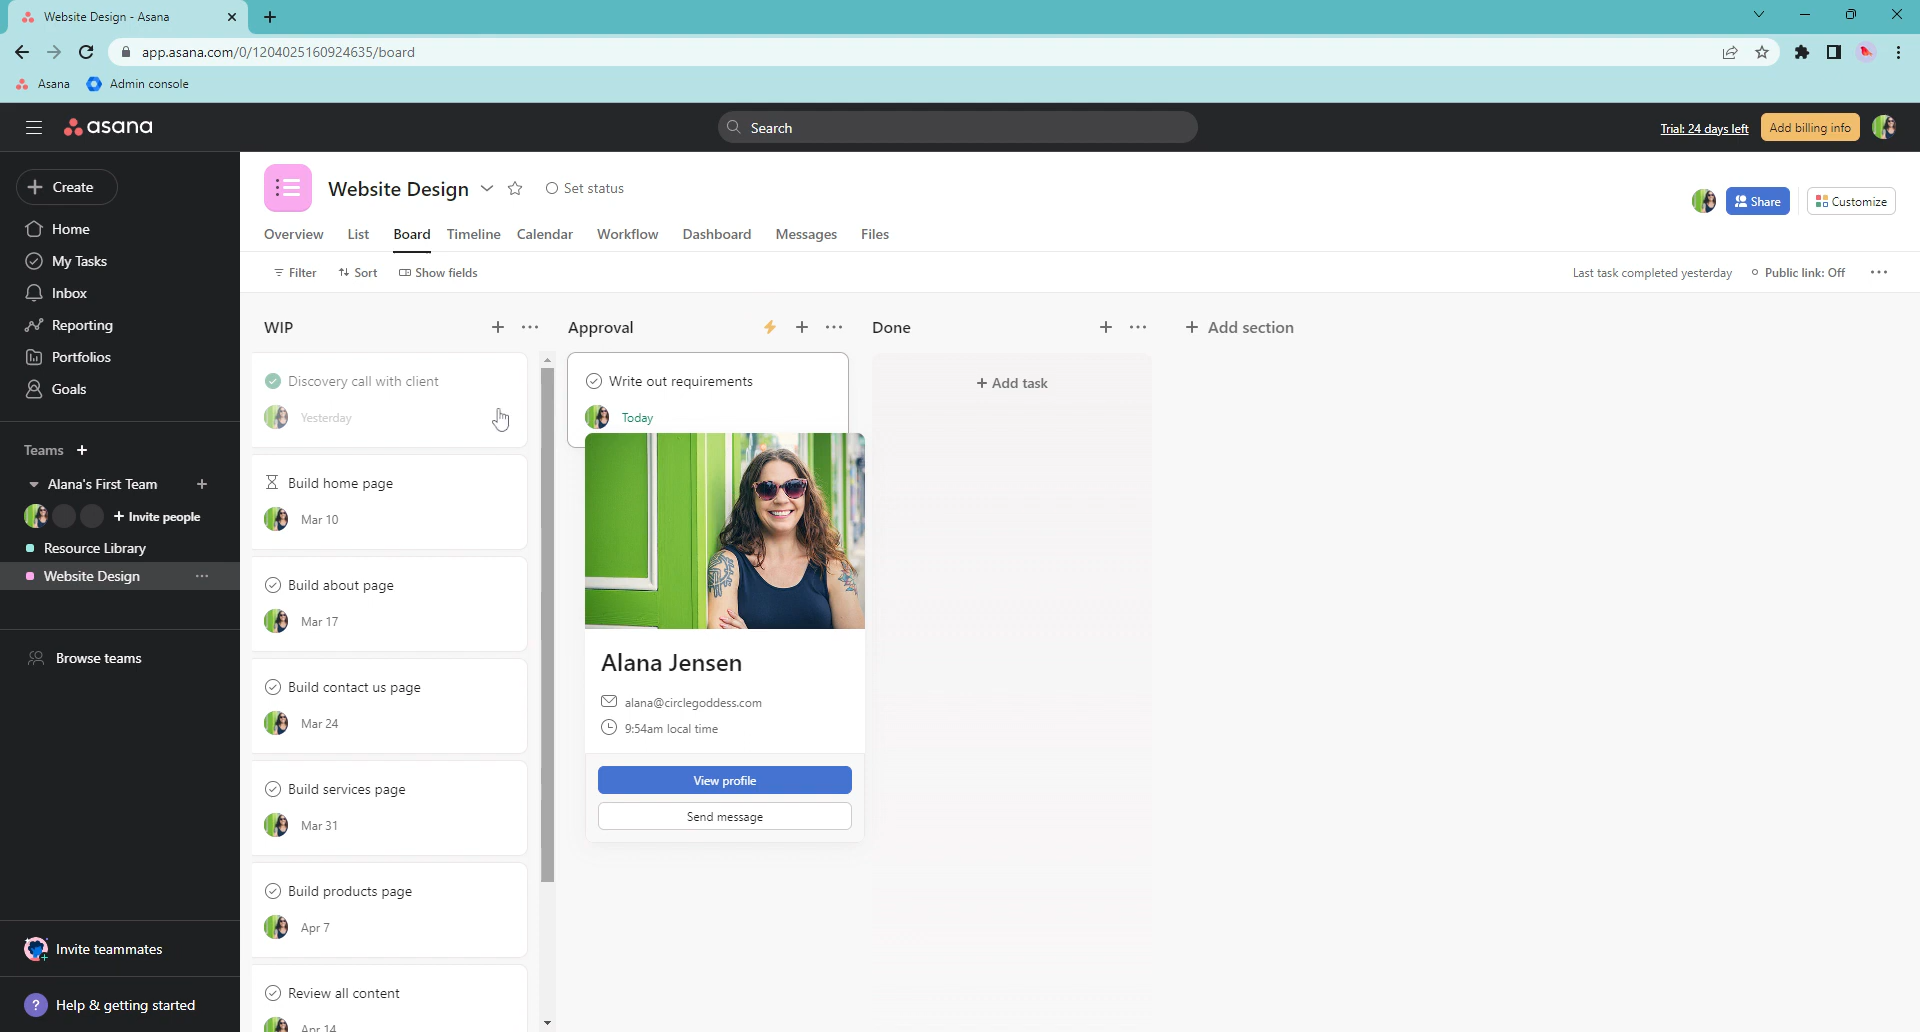 Website Design - Asana
app.asana.com/0/1204025160924635/board
Asana
Admin console
asana
Search
Trial: 24 days left
Add billing info
Create
Home
My Tasks
Inbox
Reporting
Portfolios
Goals
Teams
Alana's First Team
Invite people
Resource Library
Website Design
Browse teams
Invite teammates
? Help & getting started
Website Design
Set status
Share
Customize
Overview List Board Timeline Calendar Workflow Dashboard Messages Files
Filter Sort Show fields
Last task completed yesterday
Public link: Off
WIP
Discovery call with client
Yesterday
Build home page
Mar 10
Build about page
Mar 17
Build contact us page
Mar 24
Build services page
Mar 31
Build products page
Apr 7
Review all content
Apr 14
Approval
Write out requirements
Today
Alana Jensen
alana@circlegoddess.com
9:54am local time
View profile
Send message
Done
+ Add task
+ Add section